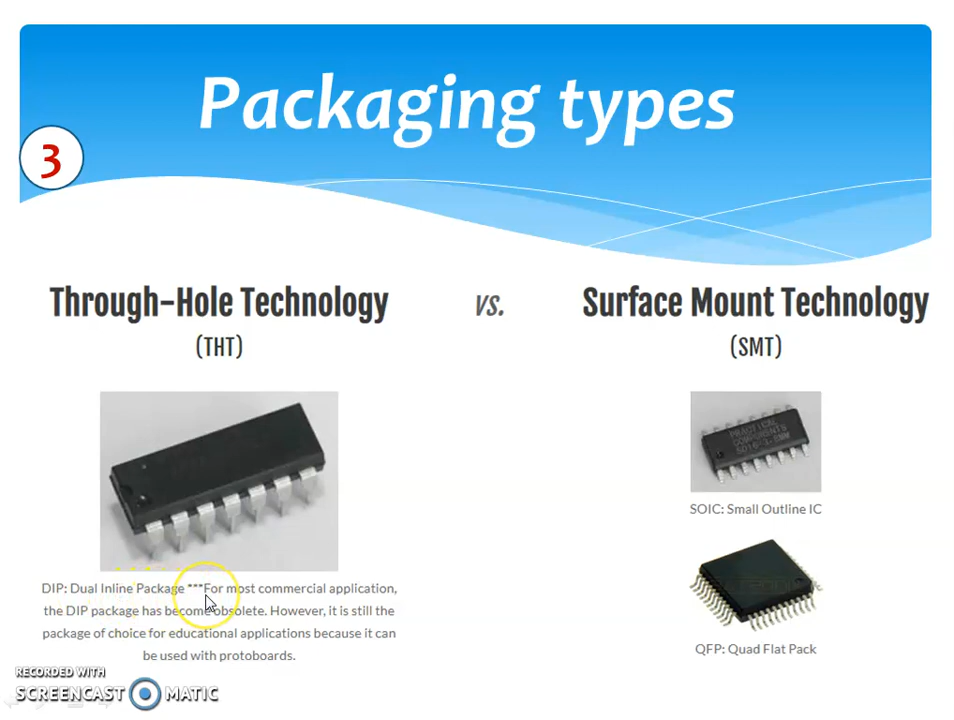 Packaging types
3
Through-Hole Technology
vs.
Surface Mount Technology
(THT)
(SMT)
PRACTICAL
COMPONENTS
SOIC: Small Outline IC
DIP: Dual Inline Package ***For most commercial application,
the DIP package has become obsolete. However, it is still the
package of choice for educational applications because it can
be used with protoboards.
QFP: Quad Flat Pack
RECORDED WITH
SCREENCAST MATIC